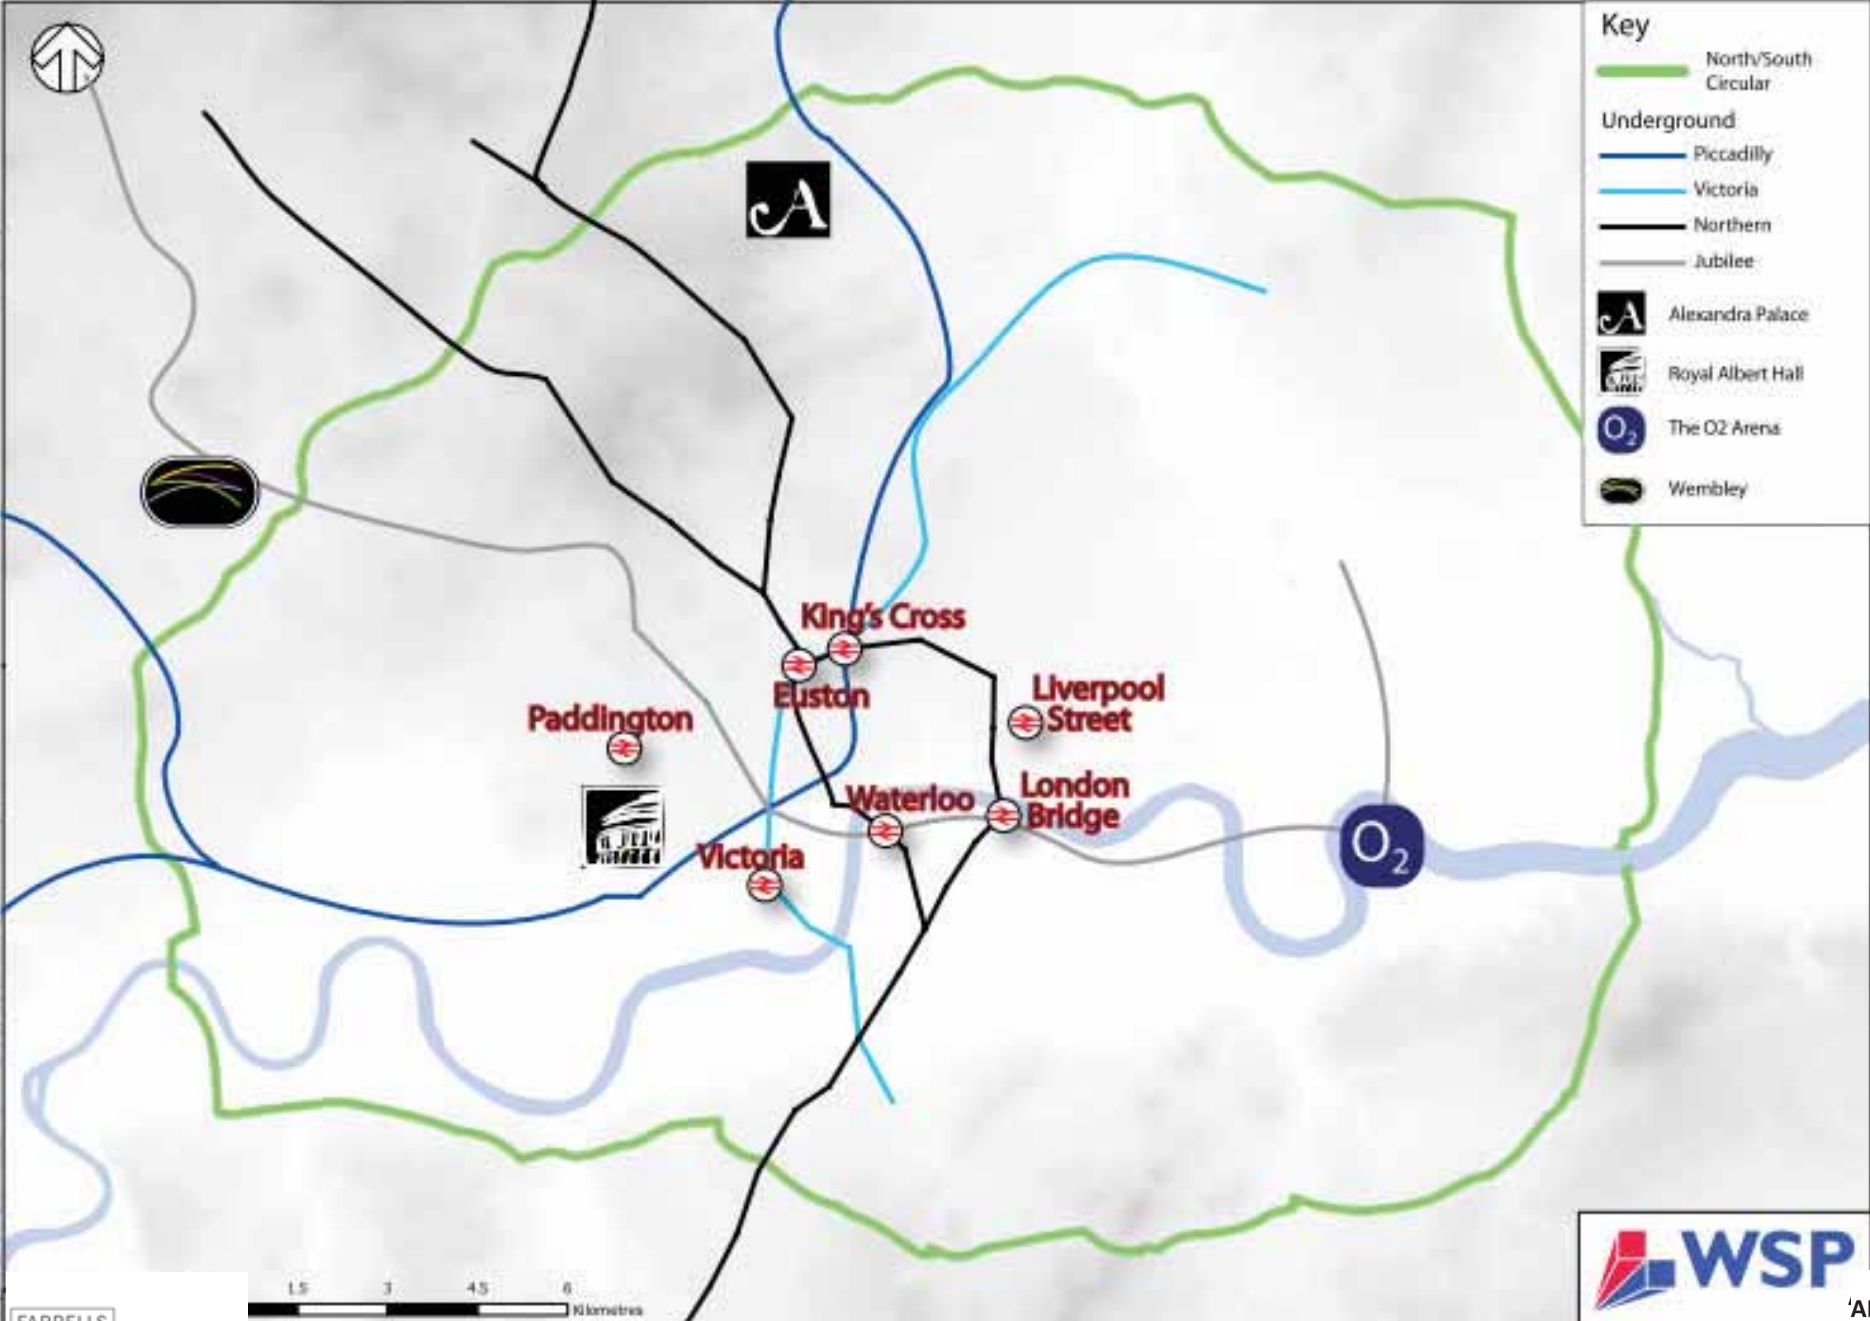 Key
North/South
Circular
Underground
Piccadilly
Victoria
Northern
Jubilee
A
Alexandra Palace
Royal Albert Hall
O2
The O2 Arena
Wembley
A
King's Cross
Euston
Paddington
Liverpool
Street
London
Bridge
Waterloo
Victoria
O2
1.5 3 4.5 6
Kilometres
WSP